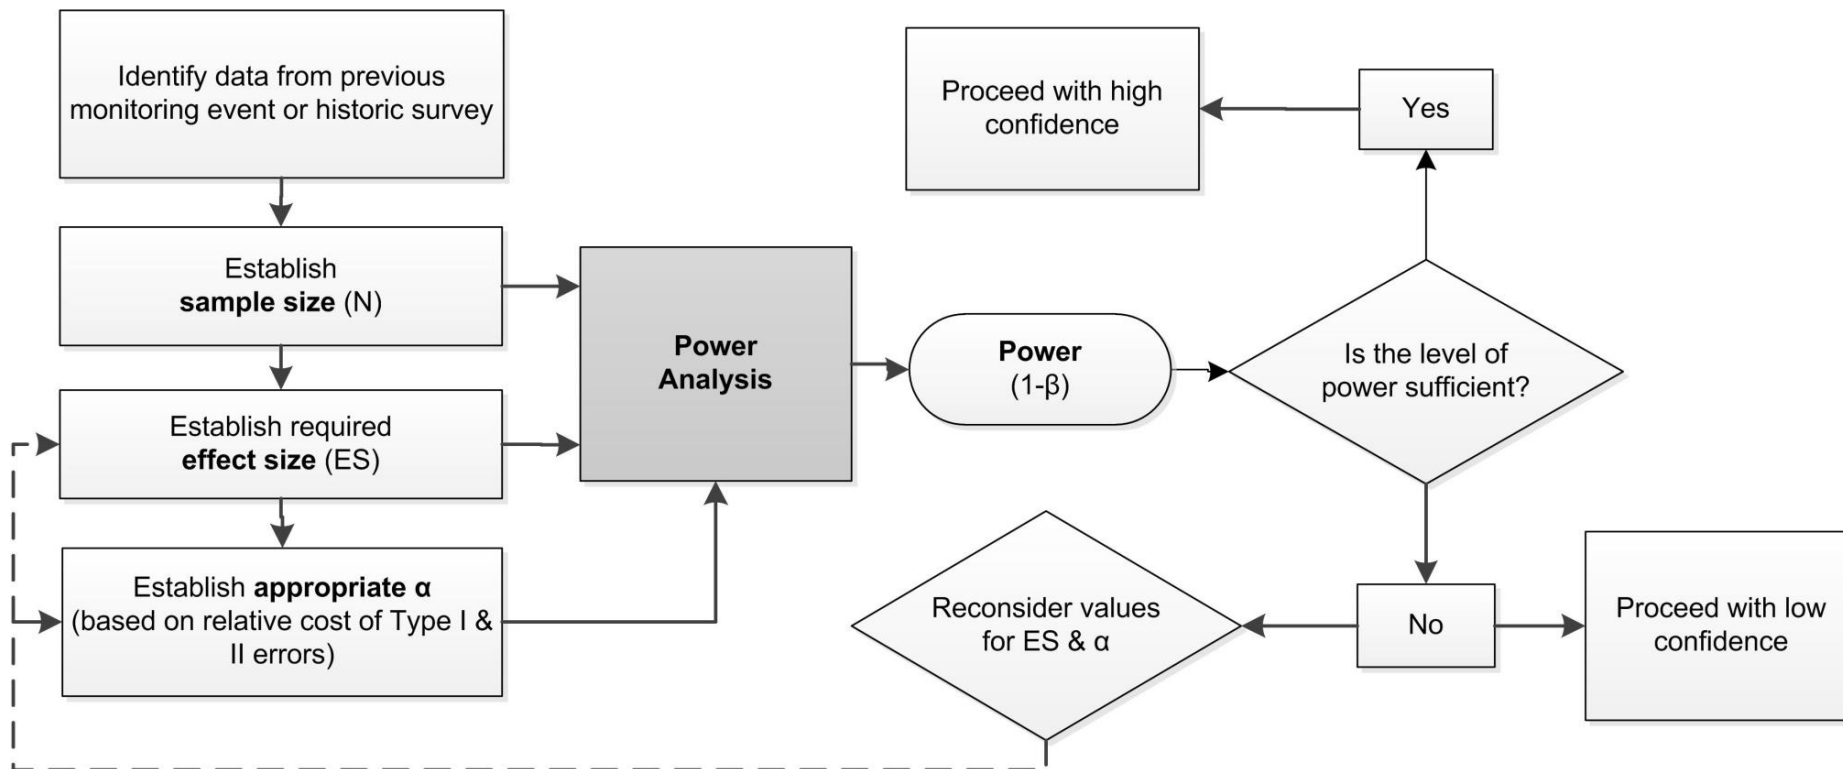 Identify data from previous
monitoring event or historic survey
Establish
sample size (N)
Establish required
effect size (ES)
Establish appropriate α
(based on relative cost of Type I &
II errors)
Power
Analysis
Power
(1-β)
Is the level of
power sufficient?
Yes
Proceed with high
confidence
No
Proceed with low
confidence
Reconsider values
for ES & α